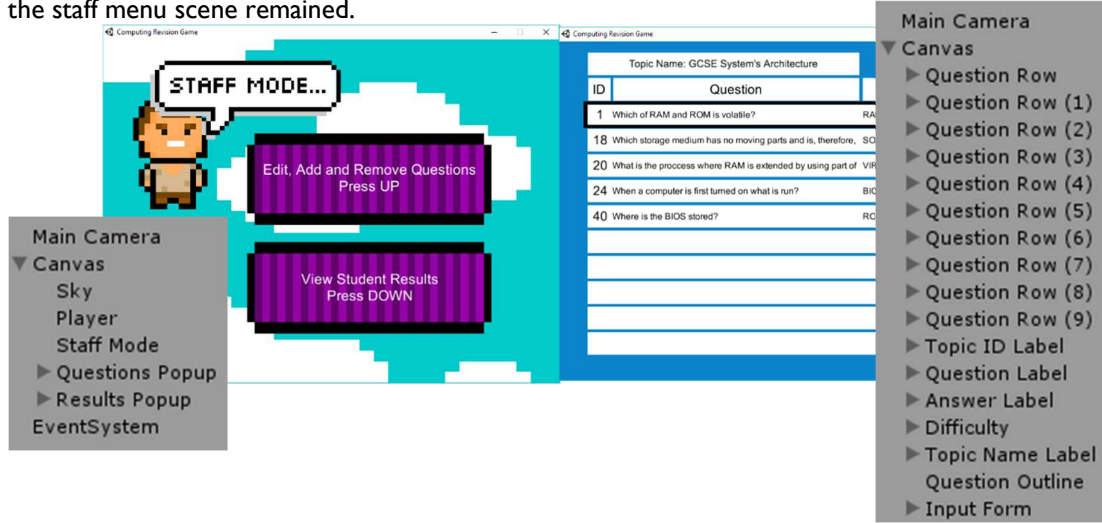 the staff menu scene remained.
Computing Revision Game
STAFF MODE...
Edit, Add and Remove Questions
Press UP
View Student Results
Press DOWN
Main Camera
Canvas
Sky
Player
Staff Mode
Questions Popup
Results Popup
EventSystem
Computing Revision Game
Topic Name: GCSE System's Architecture
ID Question
1 Which of RAM and ROM is volatile? RA
18 Which storage medium has no moving parts and is, therefore, SO
20 What is the proccess where RAM is extended by using part of VIR
24 When a computer is first turned on what is run? BIO
40 Where is the BIOS stored? RO
Main Camera
Canvas
Question Row
Question Row (1)
Question Row (2)
Question Row (3)
Question Row (4)
Question Row (5)
Question Row (6)
Question Row (7)
Question Row (8)
Question Row (9)
Topic ID Label
Question Label
Answer Label
Difficulty
Topic Name Label
Question Outline
Input Form